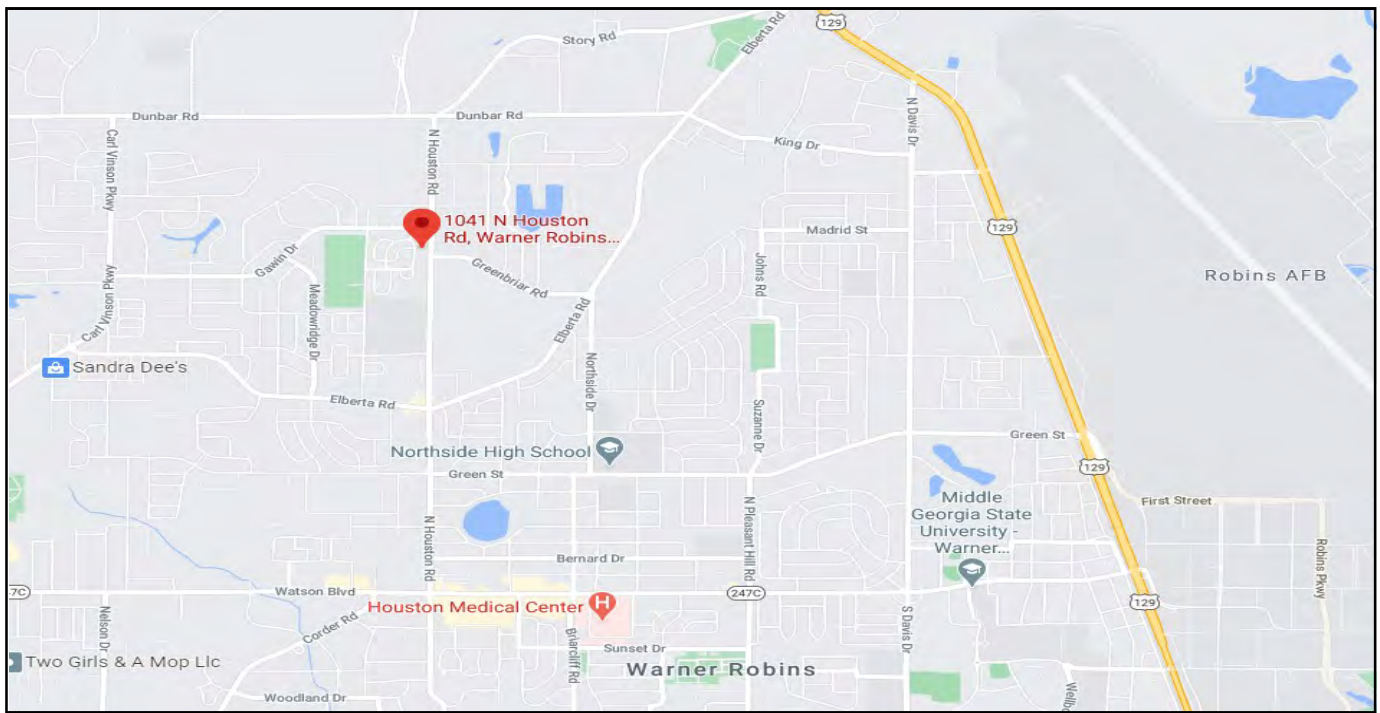 129
Story Rd
Elberta Rd
Dunbar Rd
Dunbar Rd
N Davis Dr
King Dr
Carl Vinson Pkwy
N Houston Rd
1041 N Houston
Rd, Warner Robins...
Madrid St
129
Gawin Dr
Greenbriar Rd
Johns Rd
Robins AFB
Carl Vinson Pkwy
Meadowridge Dr
Elberta Rd
Sandra Dee's
Northside Dr
Elberta Rd
Suzanne Dr
Northside High School
Green St
Green St
129
First Street
Middle
Georgia State
University -
Warner...
N Pleasant Hill Rd
N Houston Rd
Bernard Dr
Robins Pkwy
7C
Watson Blvd
247C
129
Houston Medical Center
H
Nelson Dr
Corder Rd
Briarcliff Rd
Sunset Dr
S Davis Dr
Two Girls & A Mop Llc
Warner Robins
Woodland Dr